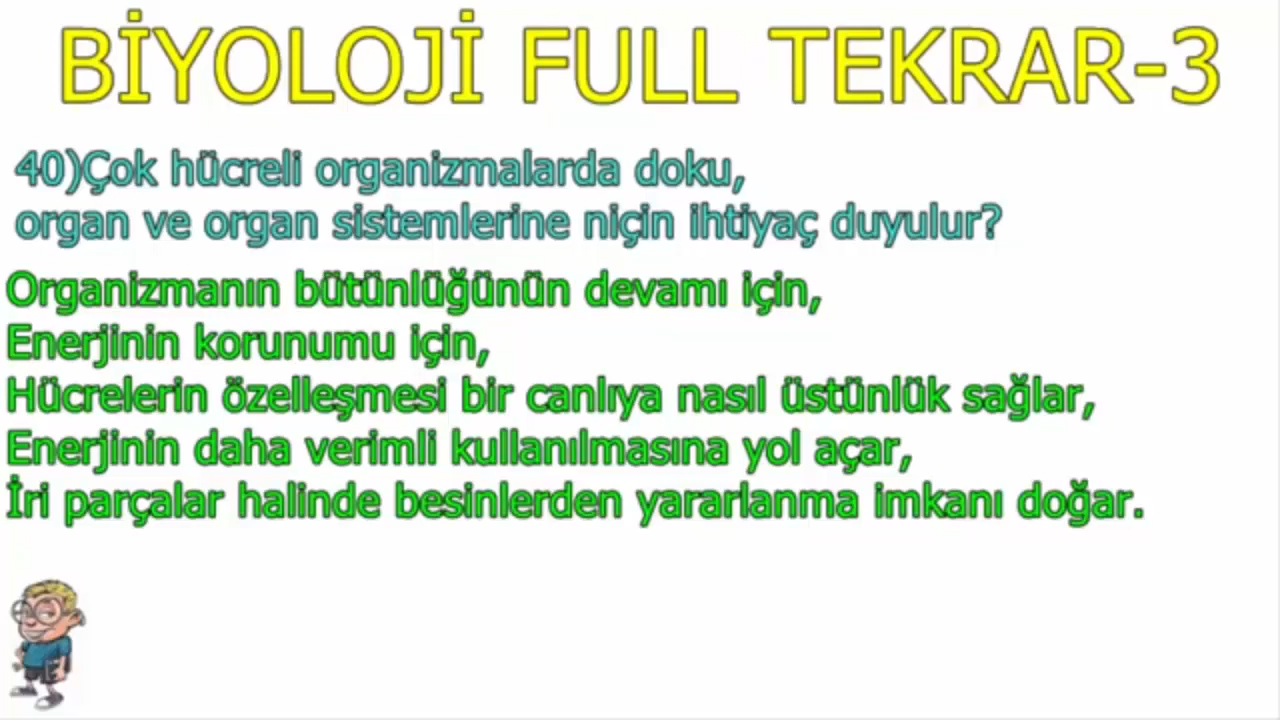 BİYOLOJİ FULL TEKRAR-3
40)Çok hücreli organizmalarda doku,
organ ve organ sistemlerine niçin ihtiyaç duyulur?
Organizmanın bütünlüğünün devamı için,
Enerjinin korunumu için,
Hücrelerin özelleşmesi bir canlıya nasıl üstünlük sağlar,
Enerjinin daha verimli kullanılmasına yol açar,
İri parçalar halinde besinlerden yararlanma imkanı doğar.